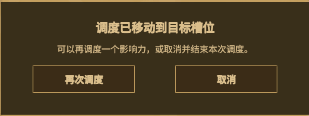 调度已移动到目标槽位
可以再调度一个影响力，或取消并结束本次调度。
再次调度
取消